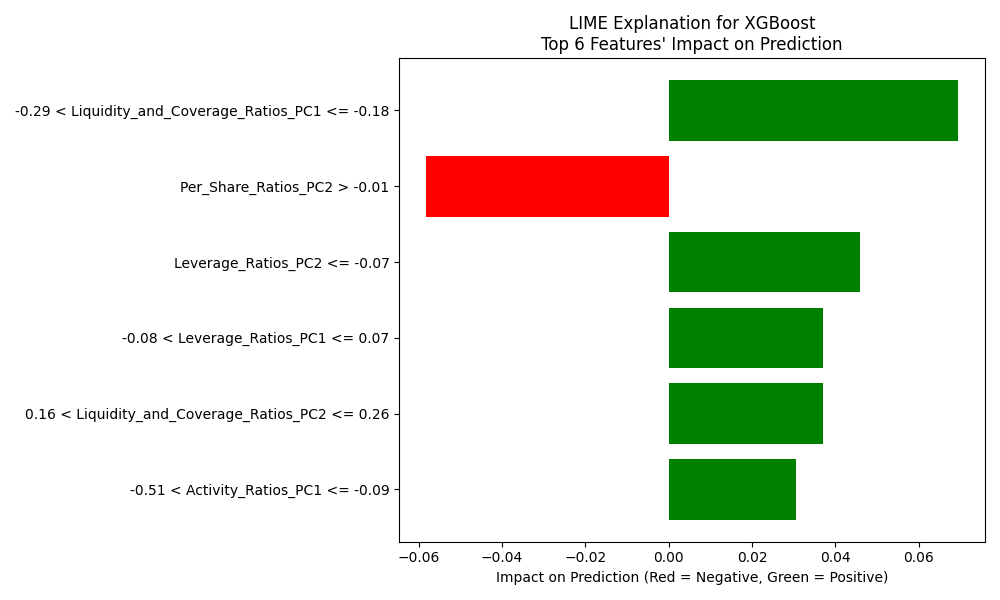 LIME Explanation for XGBoost
Top 6 Features' Impact on Prediction
-0.29 < Liquidity_and_Coverage_Ratios_PC1 <= -0.18
Per_Share_Ratios_PC2 > -0.01
Leverage_Ratios_PC2 <= -0.07
-0.08 < Leverage_Ratios_PC1 <= 0.07
0.16 < Liquidity_and_Coverage_Ratios_PC2 <= 0.26
-0.51 < Activity_Ratios_PC1 <= -0.09
−0.06 −0.04 −0.02 0.00 0.02 0.04 0.06
Impact on Prediction (Red = Negative, Green = Positive)